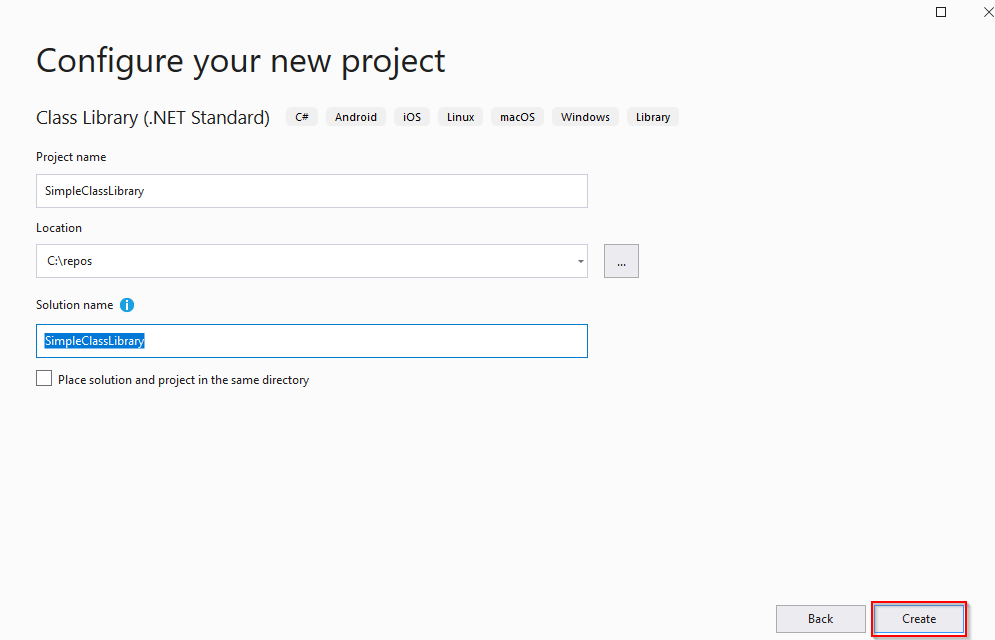 Configure your new project
Class Library (.NET Standard) C# Android iOS Linux macOS Windows Library
Project name
SimpleClassLibrary
Location
C:\repos
...
Solution name
SimpleClassLibrary
Place solution and project in the same directory
Back Create